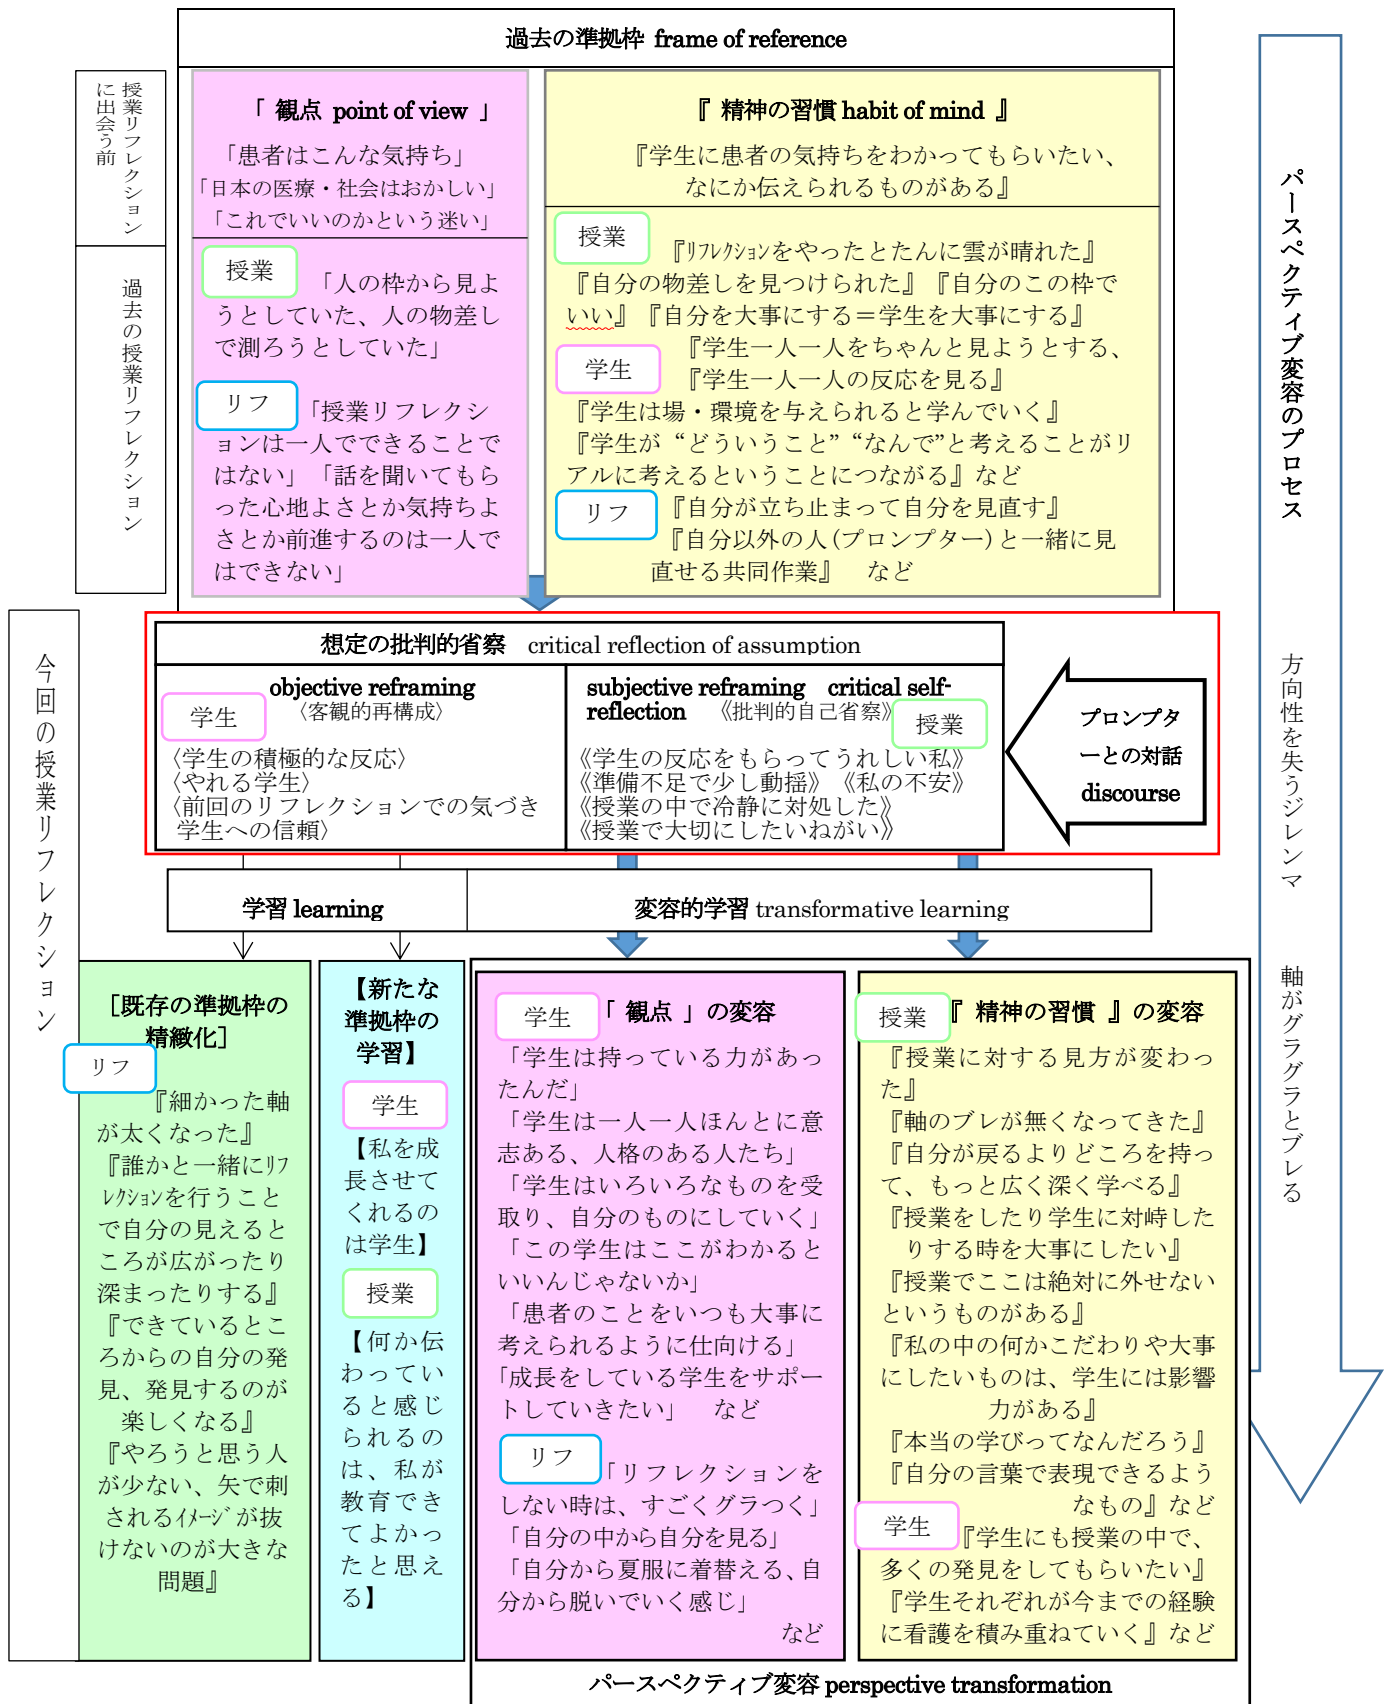 過去の準拠枠 frame of reference
授業リフレクション
に出会う前
「 観点 point of view 」
「患者はこんな気持ち」
「日本の医療・社会はおかしい」
「これでいいのかという迷い」
『 精神の習慣 habit of mind 』
『学生に患者の気持ちをわかってもらいたい、
なにか伝えられるものがある』
過去の授業リフレクション
授業
「人の枠から見よ
うとしていた、人の物差し
で測ろうとしていた」
リフ
「授業リフレクシ
ョンは一人でできることで
はない」「話を聞いてもら
った心地よさとか気持ちよ
さとか前進するのは一人で
はできない」
授業
『リフレクションをやったとたんに雲が晴れた』
『自分の物差しを見つけられた』『自分のこの枠で
いい』『自分を大事にする＝学生を大事にする』
学生
『学生一人一人をちゃんと見ようとする、
『学生一人一人の反応を見る』
『学生は場・環境を与えられると学んでいく』
『学生が “どういうこと” “なんで”と考えることがリ
アルに考えるということにつながる』など
リフ
『自分が立ち止まって自分を見直す』
『自分以外の人(プロンプター)と一緒に見
直せる共同作業』　など
パースペクティブ変容のプロセス
方向性を失うジレンマ
軸がグラグラとブレる
今回の授業リフレクション
想定の批判的省察　critical reflection of assumption
objective reframing
〈客観的再構成〉
学生
〈学生の積極的な反応〉
〈やれる学生〉
〈前回のリフレクションでの気づき
学生への信頼〉
subjective reframing　critical self-
reflection　《批判的自己省察》
授業
《学生の反応をもらってうれしい私》
《準備不足で少し動揺》《私の不安》
《授業の中で冷静に対処した》
《授業で大切にしたいねがい》
プロンプタ
ーとの対話
discourse
学習 learning
変容的学習 transformative learning
［既存の準拠枠の
精緻化］
リフ
『細かった軸
が太くなった』
『誰かと一緒にリフ
レクションを行うこと
で自分の見えると
ころが広がったり
深まったりする』
『できているとこ
ろからの自分の発
見、発見するのが
楽しくなる』
『やろうと思う人
が少ない、矢で刺
されるイメージが抜
けないのが大きな
問題』
【新たな
準拠枠の
学習】
学生
【私を成
長させて
くれるの
は学生】
授業
【何か伝
わってい
ると感じ
られるの
は、私が
教育でき
てよかっ
たと思え
る】
学生
「 観点 」の変容
「学生は持っている力があっ
たんだ」
「学生は一人一人ほんとに意
志ある、人格のある人たち」
「学生はいろいろなものを受
取り、自分のものにしていく」
「この学生はここがわかると
いいんじゃないか」
「患者のことをいつも大事に
考えられるように仕向ける」
「成長をしている学生をサポー
トしていきたい」　など
リフ
「リフレクションを
しない時は、すごくグラつく」
「自分の中から自分を見る」
「自分から夏服に着替える、自
分から脱いでいく感じ」
など
授業
『 精神の習慣 』の変容
『授業に対する見方が変わっ
た』
『軸のブレが無くなってきた』
『自分が戻るよりどころを持っ
て、もっと広く深く学べる』
『授業をしたり学生に対峙した
りする時を大事にしたい』
『授業でここは絶対に外せない
というものがある』
『私の中の何かこだわりや大事
にしたいものは、学生には影響
力がある』
『本当の学びってなんだろう』
『自分の言葉で表現できるよう
なもの』など
学生
『学生にも授業の中で、
多くの発見をしてもらいたい』
『学生それぞれが今までの経験
に看護を積み重ねていく』など
パースペクティブ変容 perspective transformation